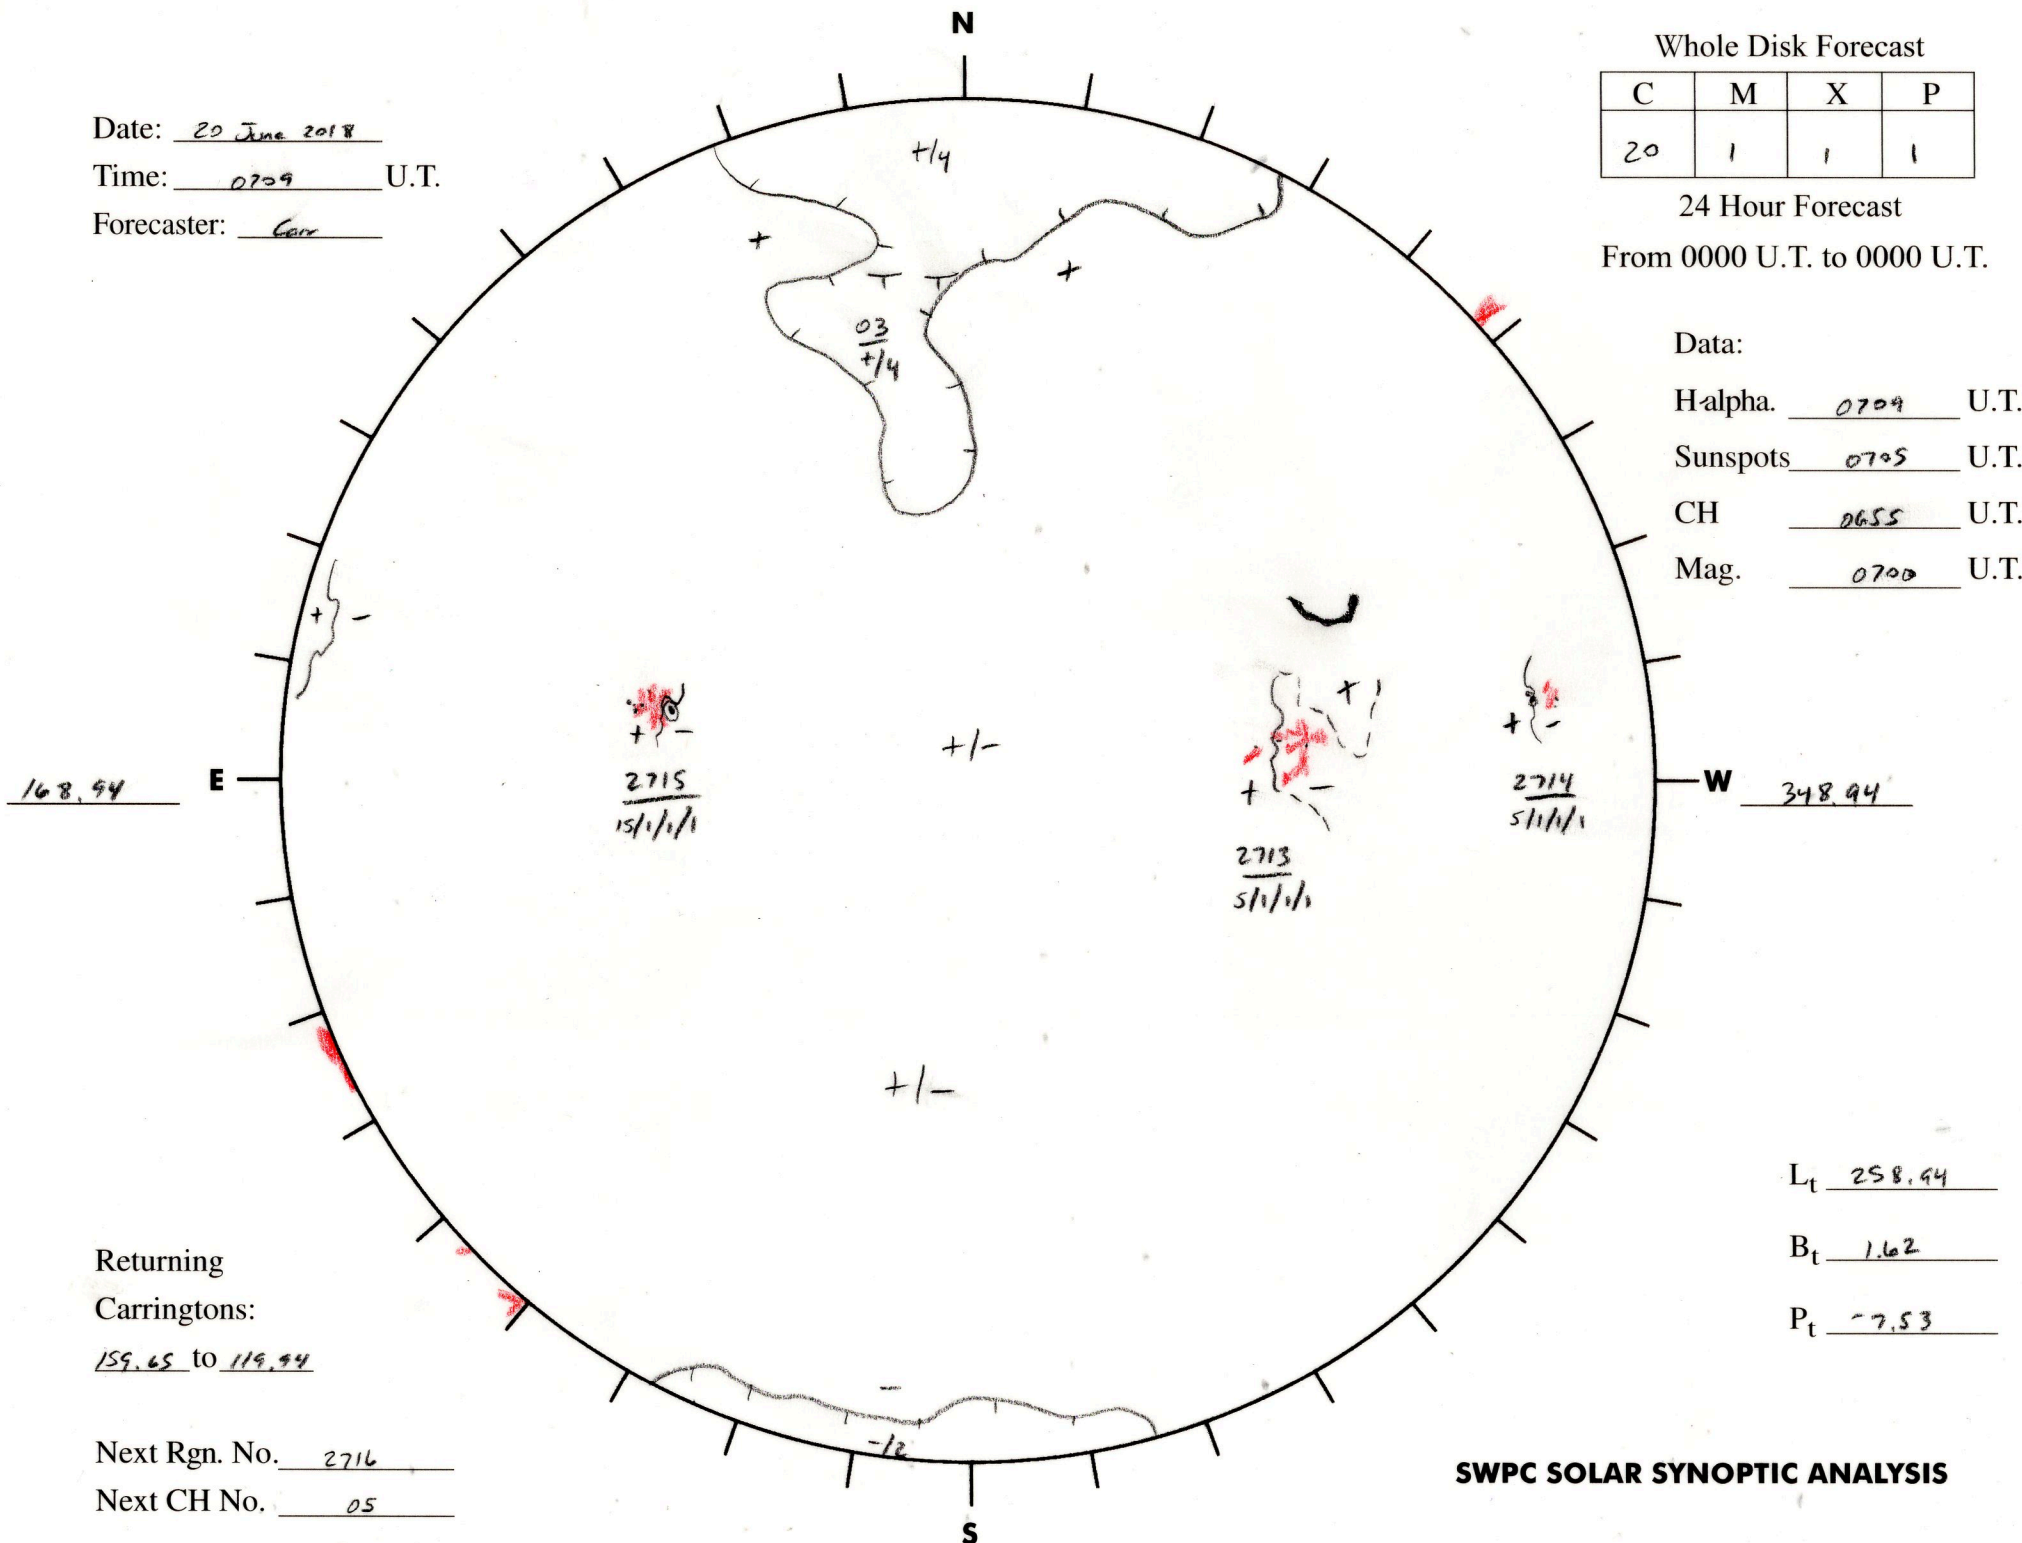 N
Whole Disk Forecast
C M X P
20 1 1 1
24 Hour Forecast
From 0000 U.T. to 0000 U.T.
Date: 20 June 2018
Time: 0709 U.T.
Forecaster:
+/4
+
+
03
+/4
Data:
H-alpha. 0709 U.T.
Sunspots 0705 U.T.
CH 0655 U.T.
Mag. 0700 U.T.
+ -
+
+ -
+/-
+ -
+ -
168.94 E
2715
15/1/1/1
2714
5/1/1/1
W 348.94
2713
5/1/1/1
+/-
Lt 258.94
Bt 1.62
Pt -7.53
Returning
Carringtons:
159.65 to 119.94
-
-/2
Next Rgn. No. 2716
Next CH No. 05
SWPC SOLAR SYNOPTIC ANALYSIS
S